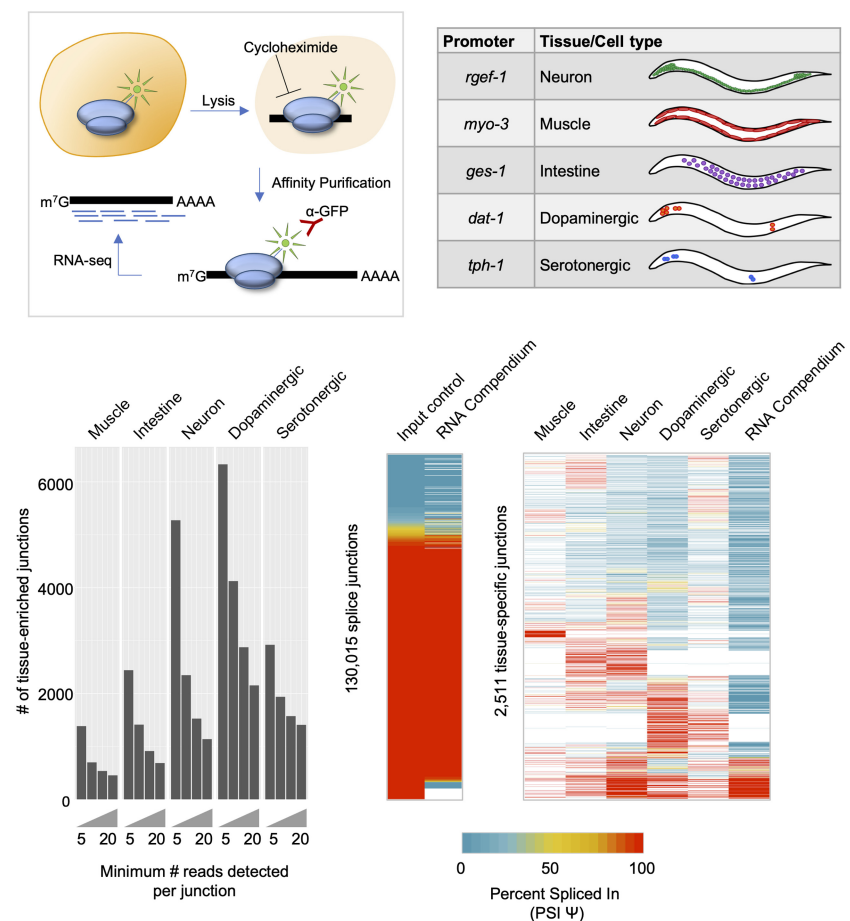 Cycloheximide
Lysis
Affinity Purification
α-GFP
m⁷G AAAA
RNA-seq
m⁷G AAAA
Promoter Tissue/Cell type
rgef-1 Neuron
myo-3 Muscle
ges-1 Intestine
dat-1 Dopaminergic
tph-1 Serotonergic
# of tissue-enriched junctions
Muscle
Intestine
Neuron
Dopaminergic
Serotonergic
6000
4000
2000
0
5 20 5 20 5 20 5 20 5 20
Minimum # reads detected
per junction
130,015 splice junctions
Input control
RNA Compendium
2,511 tissue-specific junctions
Muscle
Intestine
Neuron
Dopaminergic
Serotonergic
RNA Compendium
0 50 100
Percent Spliced In
(PSI Ψ)